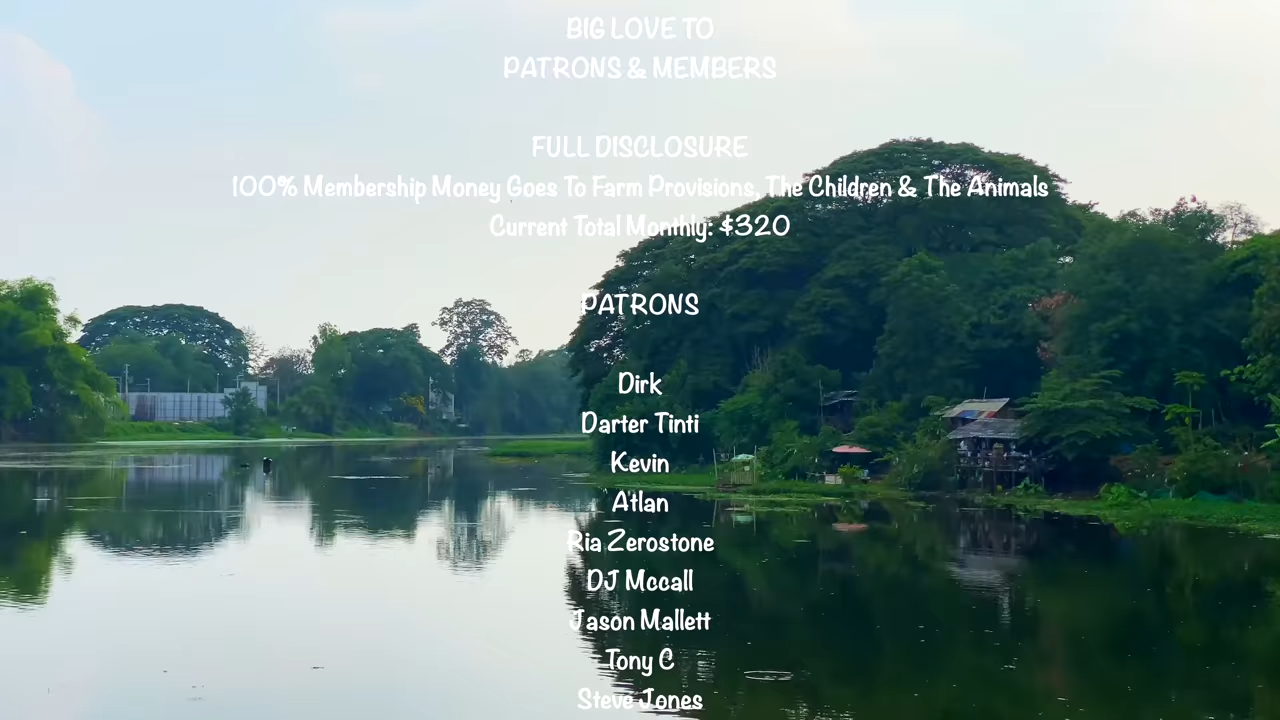 BIG LOVE TO
PATRONS & MEMBERS
FULL DISCLOSURE
100% Membership Money Goes To Farm Provisions, The Children & The Animals
Current Total Monthly: $320
PATRONS
Dirk
Darter Tinti
Kevin
A'tlan
Ria Zerostone
DJ Mccall
Jason Mallett
Tony C
Steve Jones